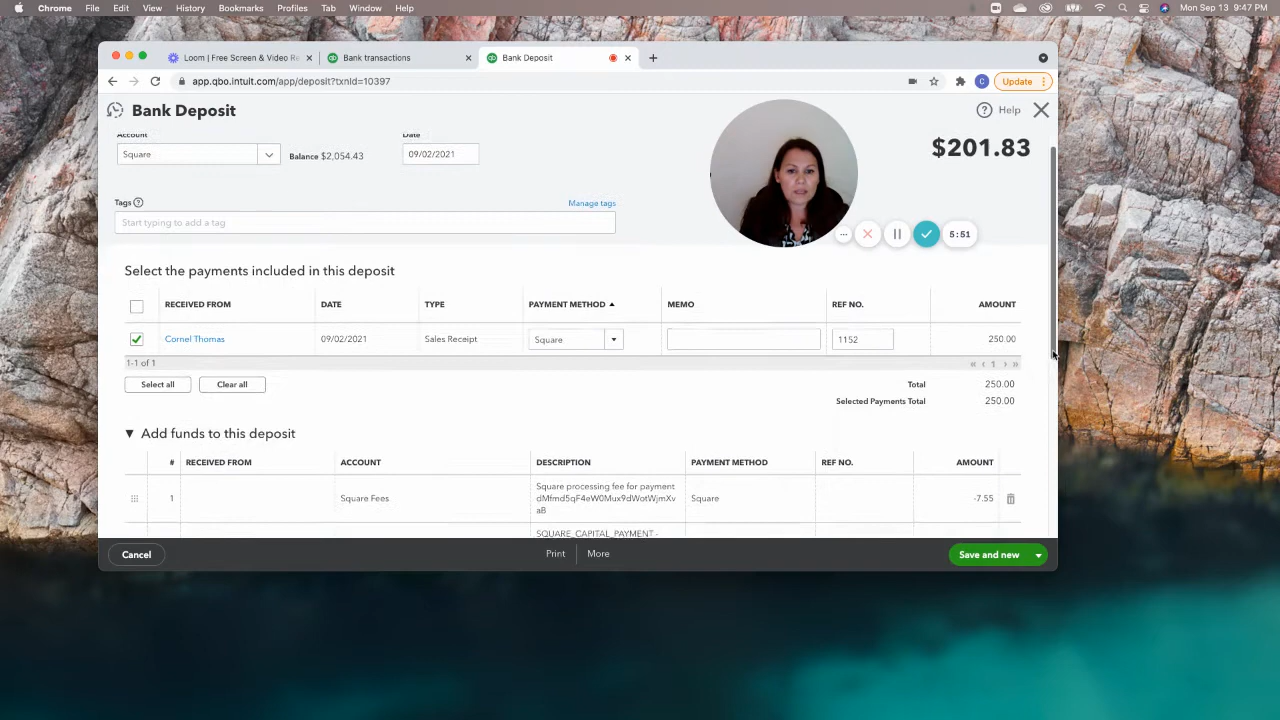 Chrome File Edit View History Bookmarks Profiles Tab Window Help Mon Sep 13 9:47 PM
Loom | Free Screen & Video Re Bank transactions Bank Deposit
app.qbo.intuit.com/app/deposit?txnId=10397 C Update
Bank Deposit Help
Account Date
Square Balance $2,054.43 09/02/2021 $201.83
Tags Manage tags
Start typing to add a tag
5:51
Select the payments included in this deposit
RECEIVED FROM DATE TYPE PAYMENT METHOD MEMO REF NO. AMOUNT
Cornel Thomas 09/02/2021 Sales Receipt Square 1152 250.00
1-1 of 1 « ‹ 1 › »
Select all Clear all Total 250.00
Selected Payments Total 250.00
Add funds to this deposit
# RECEIVED FROM ACCOUNT DESCRIPTION PAYMENT METHOD REF NO. AMOUNT
Square processing fee for payment
1 Square Fees dMfmd5qF4eW0Mux9dWotWjmXv Square -7.55
aB
SQUARE_CAPITAL_PAYMENT -
Cancel Print More Save and new